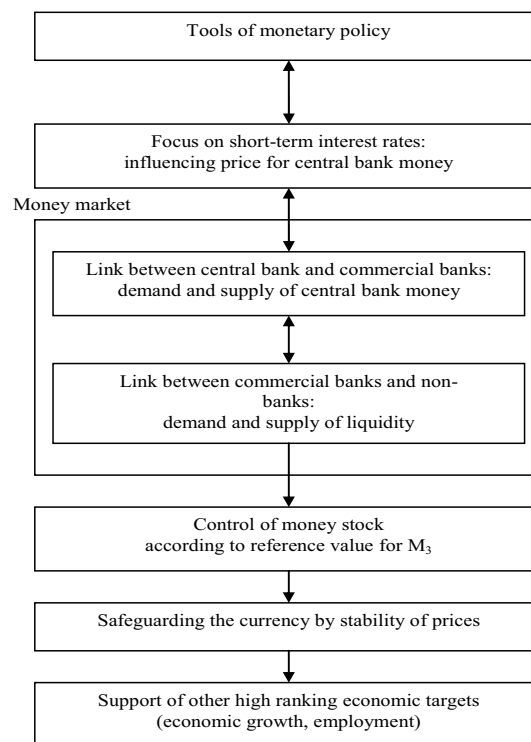 Tools of monetary policy
Focus on short-term interest rates:
influencing price for central bank money
Money market
Link between central bank and commercial banks:
demand and supply of central bank money
Link between commercial banks and non-
banks:
demand and supply of liquidity
Control of money stock
according to reference value for M₃
Safeguarding the currency by stability of prices
Support of other high ranking economic targets
(economic growth, employment)